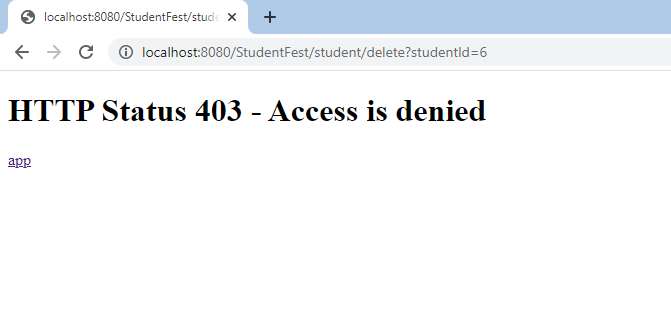 localhost:8080/StudentFest/stude
localhost:8080/StudentFest/student/delete?studentId=6
HTTP Status 403 - Access is denied
app